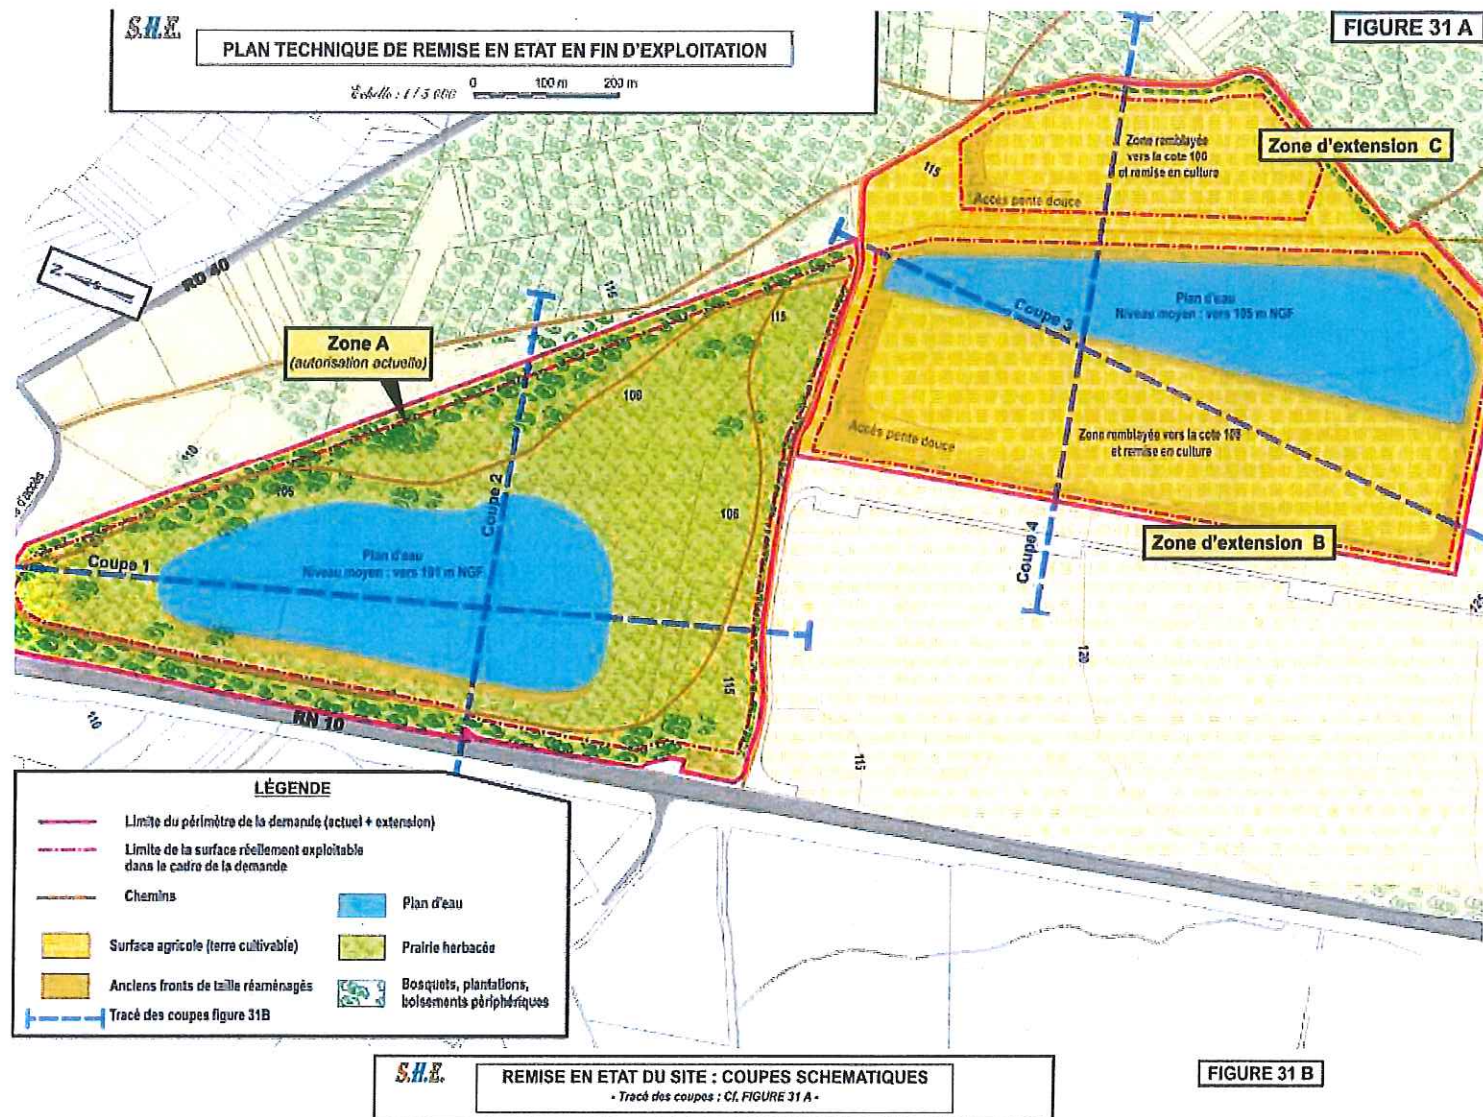 S.H.E.
PLAN TECHNIQUE DE REMISE EN ETAT EN FIN D'EXPLOITATION
Echelle : 1 / 5 000
0 100 m 200 m
FIGURE 31 A
Zone d'extension C
Zone remblayée
vers la cote 100
et remise en culture
115
Accès pente douce
N
RD 40
Zone A
(autorisation actuelle)
115
115
Coupe 3
Plan d'eau
Niveau moyen : vers 105 m NGF
106
110
Accès pente douce
Zone remblayée vers la cote 106
et remise en culture
d'accès
105
Coupe 2
106
Coupe 4
Zone d'extension B
Coupe 1
Plan d'eau
Niveau moyen : vers 101 m NGF
120
115
110
RN 10
115
LÉGENDE
Limite du périmètre de la demande (actuel + extension)
Limite de la surface réellement exploitable
dans le cadre de la demande
Chemins
Plan d'eau
Surface agricole (terre cultivable)
Prairie herbacée
Anciens fronts de taille réaménagés
Bosquets, plantations,
boisements périphériques
Tracé des coupes figure 31B
S.H.E.
REMISE EN ETAT DU SITE : COUPES SCHEMATIQUES
- Tracé des coupes : Cf. FIGURE 31 A -
FIGURE 31 B